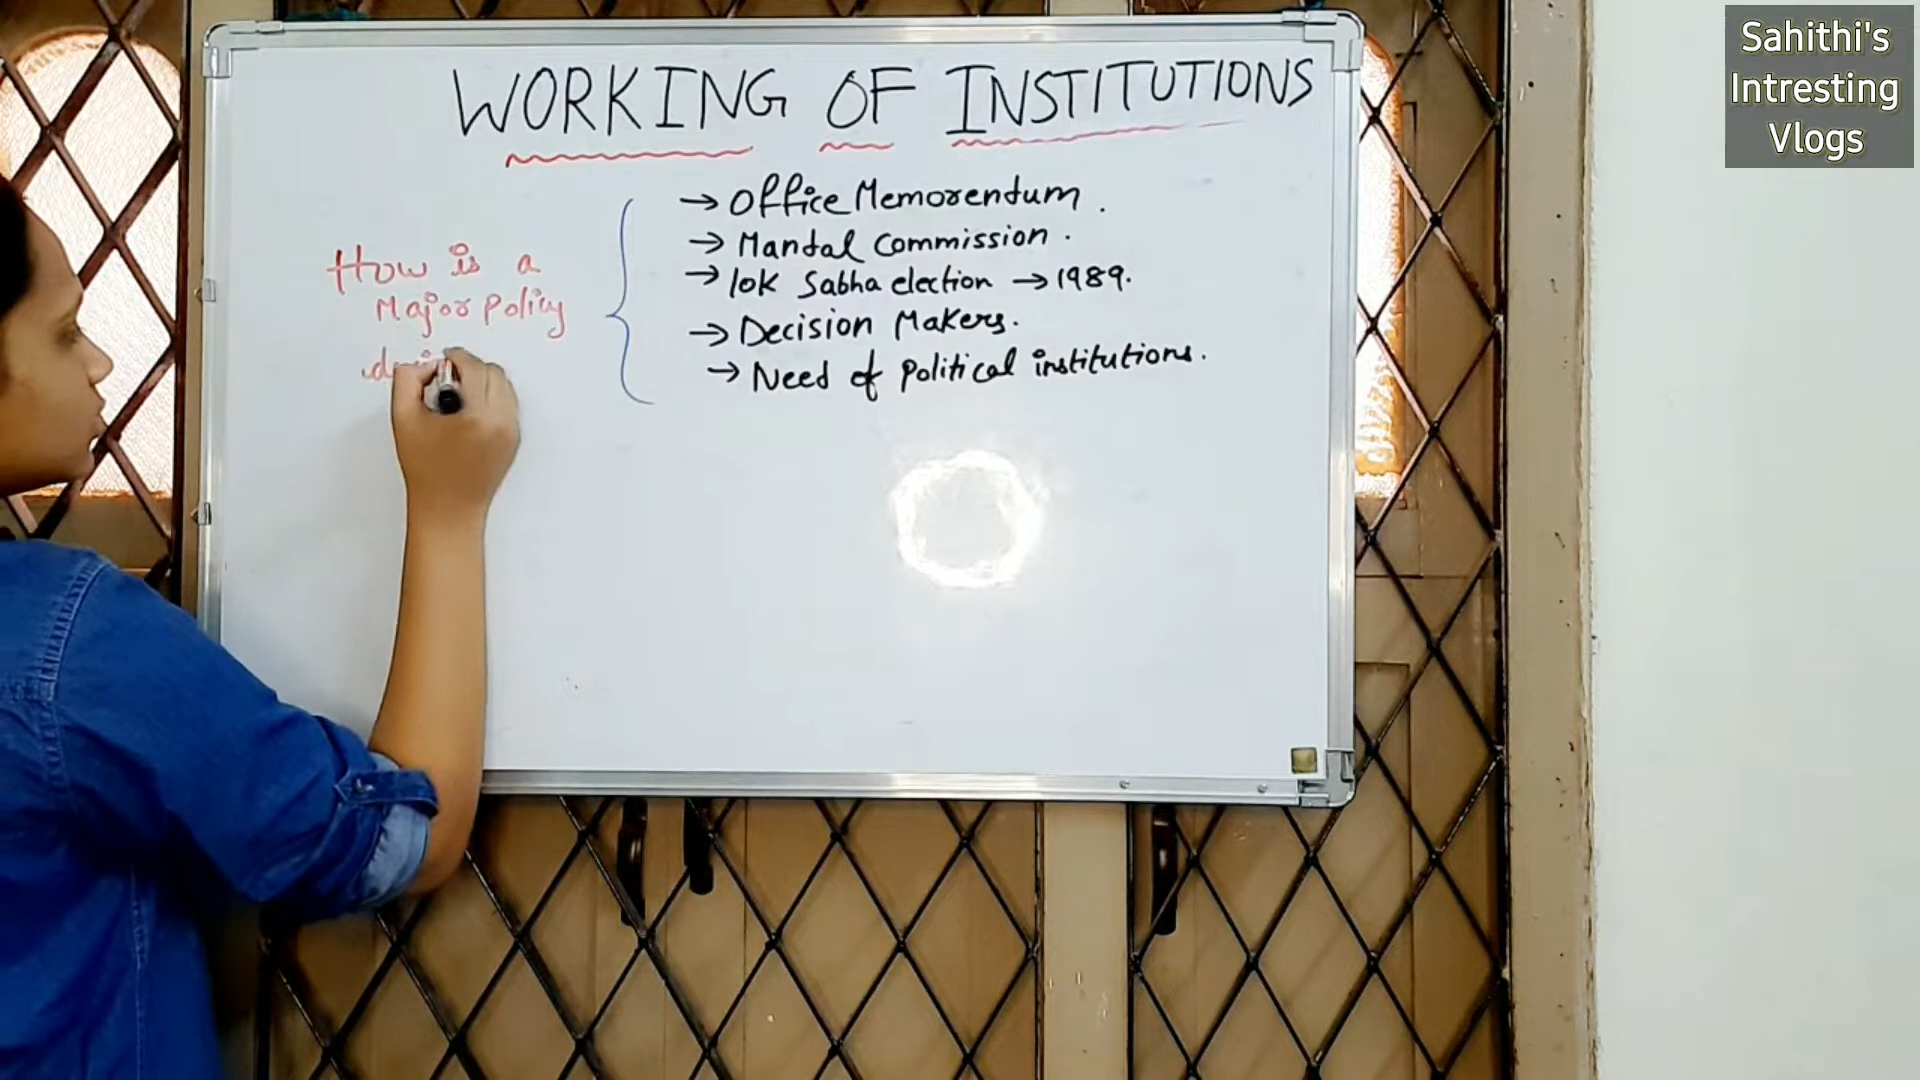 WORKING OF INSTITUTIONS
How is a
Major policy
→ Office Memorendum.
→ Mandal Commission.
→ lok Sabha election → 1989.
→ Decision Makers.
→ Need of Political institutions.
Sahithi's
Intresting
Vlogs